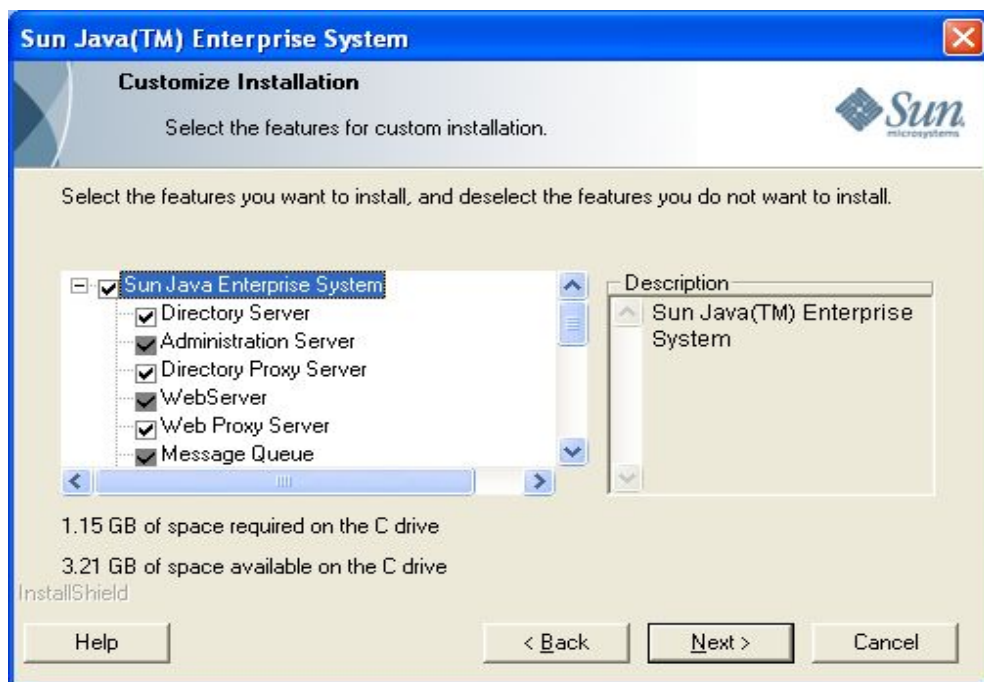 Sun Java(TM) Enterprise System
Customize Installation
Select the features for custom installation.
Sun
microsystems
Select the features you want to install, and deselect the features you do not want to install.
Sun Java Enterprise System
Directory Server
Administration Server
Directory Proxy Server
WebServer
Web Proxy Server
Message Queue
Description
Sun Java(TM) Enterprise
System
1.15 GB of space required on the C drive
3.21 GB of space available on the C drive
InstallShield
Help
< Back
Next >
Cancel